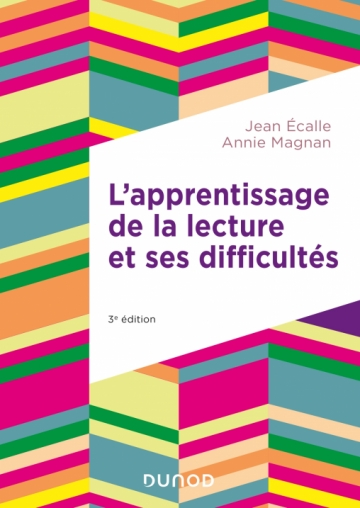 Jean Écalle
Annie Magnan
L'apprentissage
de la lecture
et ses difficultés
3e édition
DUNOD